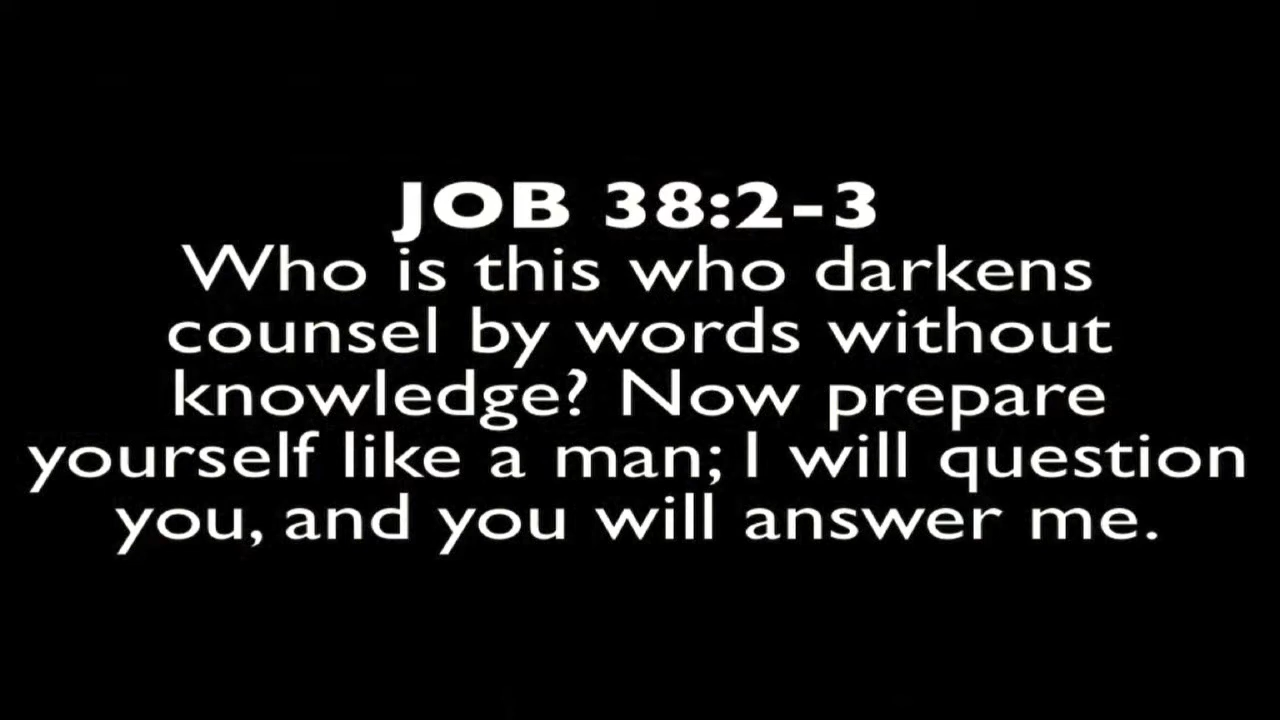 JOB 38:2-3
Who is this who darkens
counsel by words without
knowledge? Now prepare
yourself like a man; I will question
you, and you will answer me.